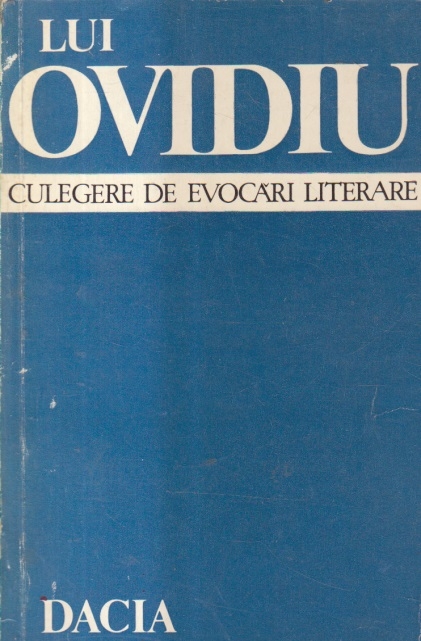 LUI
OVIDIU
CULEGERE DE EVOCĂRI LITERARE
DACIA